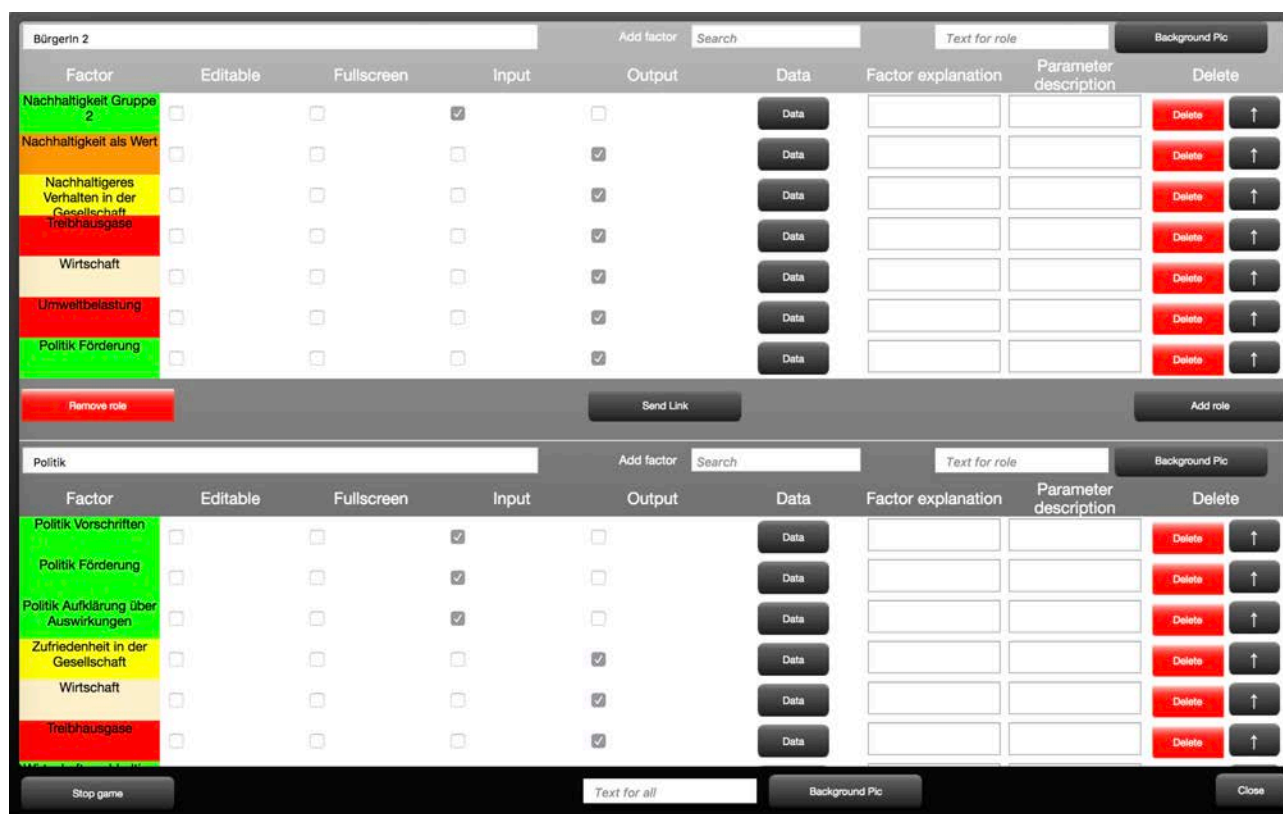 BürgerIn 2 Add factor Search Text for role Background Pic
Factor Editable Fullscreen Input Output Data Factor explanation Parameter description Delete
Nachhaltigkeit Gruppe 2 Data Delete ↑
Nachhaltigkeit als Wert Data Delete ↑
Nachhaltigeres Verhalten in der Gesellschaft Data Delete ↑
Treibhausgase Data Delete ↑
Wirtschaft Data Delete ↑
Umweltbelastung Data Delete ↑
Politik Förderung Data Delete ↑
Remove role Send Link Add role
Politik Add factor Search Text for role Background Pic
Factor Editable Fullscreen Input Output Data Factor explanation Parameter description Delete
Politik Vorschriften Data Delete ↑
Politik Förderung Data Delete ↑
Politik Aufklärung über Auswirkungen Data Delete ↑
Zufriedenheit in der Gesellschaft Data Delete ↑
Wirtschaft Data Delete ↑
Treibhausgase Data Delete ↑
Stop game Text for all Background Pic Close